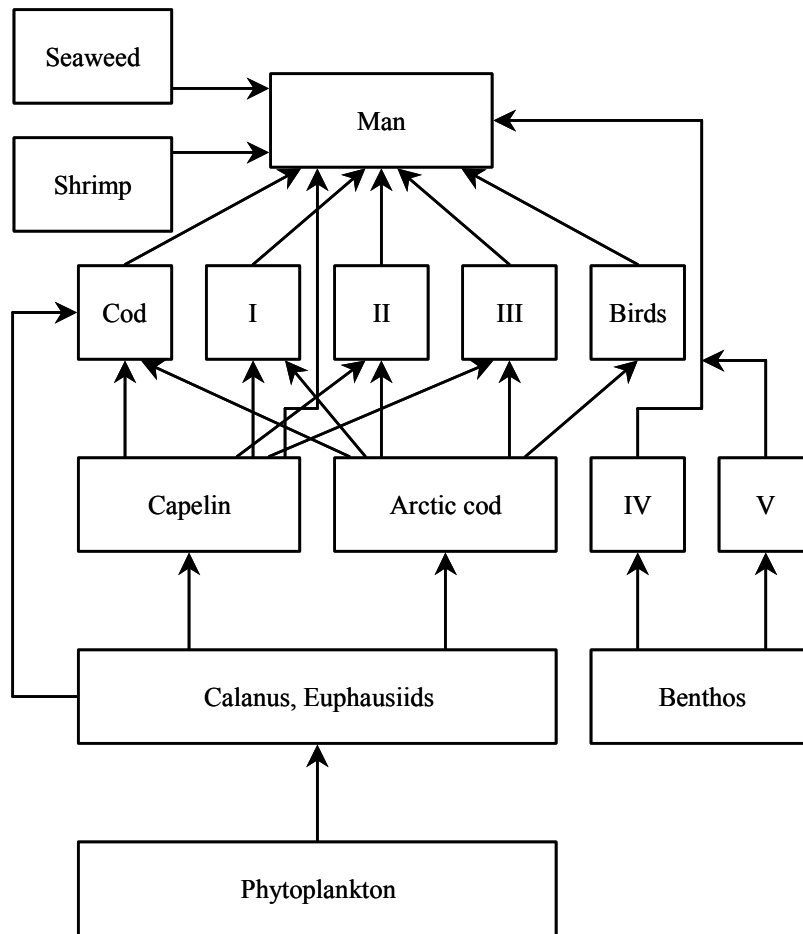 Seaweed
Man
Shrimp
Cod
I
II
III
Birds
Capelin
Arctic cod
IV
V
Calanus, Euphausiids
Benthos
Phytoplankton